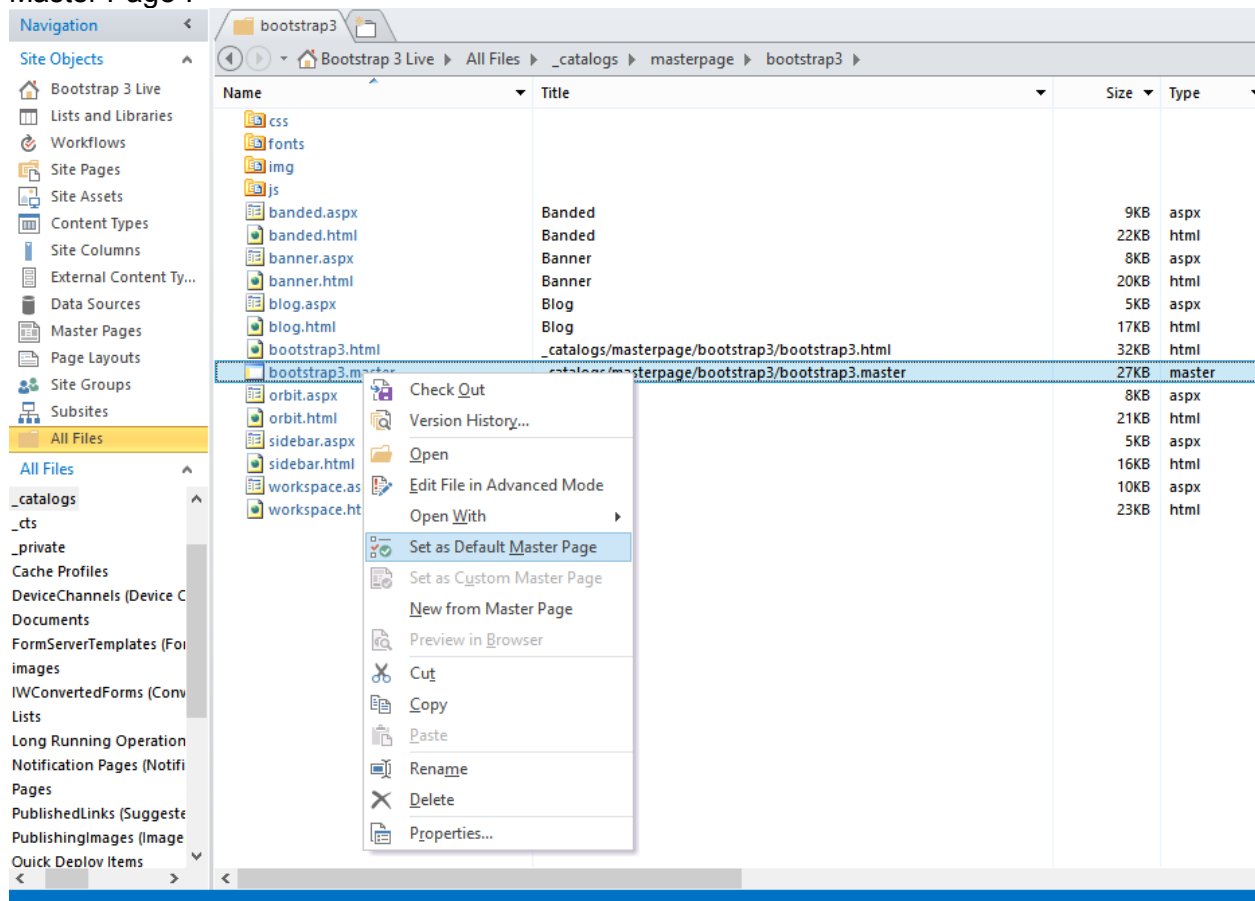 Master Page".
Navigation
Site Objects
Bootstrap 3 Live
Lists and Libraries
Workflows
Site Pages
Site Assets
Content Types
Site Columns
External Content Ty...
Data Sources
Master Pages
Page Layouts
Site Groups
Subsites
All Files
All Files
_catalogs
_cts
_private
Cache Profiles
DeviceChannels (Device C
Documents
FormServerTemplates (For
images
IWConvertedForms (Conv
Lists
Long Running Operation
Notification Pages (Notifi
Pages
PublishedLinks (Suggeste
PublishingImages (Image
Quick Deploy Items
bootstrap3
Bootstrap 3 Live All Files _catalogs masterpage bootstrap3
Name Title Size Type
css
fonts
img
js
banded.aspx Banded 9KB aspx
banded.html Banded 22KB html
banner.aspx Banner 8KB aspx
banner.html Banner 20KB html
blog.aspx Blog 5KB aspx
blog.html Blog 17KB html
bootstrap3.html _catalogs/masterpage/bootstrap3/bootstrap3.html 32KB html
bootstrap3.master _catalogs/masterpage/bootstrap3/bootstrap3.master 27KB master
orbit.aspx 8KB aspx
orbit.html 21KB html
sidebar.aspx 5KB aspx
sidebar.html 16KB html
workspace.as 10KB aspx
workspace.ht 23KB html
Check Out
Version History...
Open
Edit File in Advanced Mode
Open With
Set as Default Master Page
Set as Custom Master Page
New from Master Page
Preview in Browser
Cut
Copy
Paste
Rename
Delete
Properties...